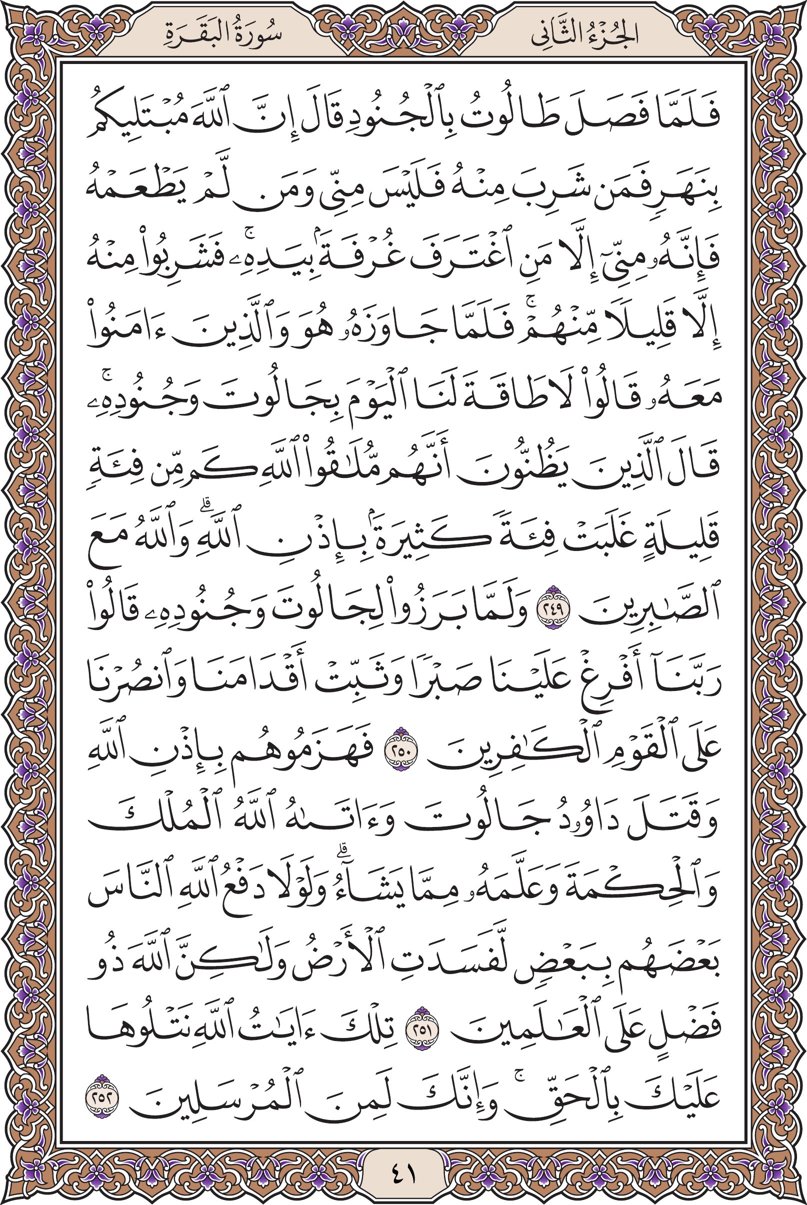 الجُزْءُ الثَّانِى
سُورَةُ البَقَرَةِ
فَلَمَّا فَصَلَ طَالُوتُ بِٱلْجُنُودِ قَالَ إِنَّ ٱللَّهَ مُبْتَلِيكُم
بِنَهَرٍ فَمَن شَرِبَ مِنْهُ فَلَيْسَ مِنِّى وَمَن لَّمْ يَطْعَمْهُ
فَإِنَّهُۥ مِنِّىٓ إِلَّا مَنِ ٱغْتَرَفَ غُرْفَةًۢ بِيَدِهِۦۚ فَشَرِبُوا۟ مِنْهُ
إِلَّا قَلِيلًا مِّنْهُمْۚ فَلَمَّا جَاوَزَهُۥ هُوَ وَٱلَّذِينَ ءَامَنُوا۟
مَعَهُۥ قَالُوا۟ لَا طَاقَةَ لَنَا ٱلْيَوْمَ بِجَالُوتَ وَجُنُودِهِۦۚ
قَالَ ٱلَّذِينَ يَظُنُّونَ أَنَّهُم مُّلَٰقُوا۟ ٱللَّهِ كَم مِّن فِئَةٍ
قَلِيلَةٍ غَلَبَتْ فِئَةً كَثِيرَةًۢ بِإِذْنِ ٱللَّهِۗ وَٱللَّهُ مَعَ
ٱلصَّٰبِرِينَ ٢٤٩ وَلَمَّا بَرَزُوا۟ لِجَالُوتَ وَجُنُودِهِۦ قَالُوا۟
رَبَّنَآ أَفْرِغْ عَلَيْنَا صَبْرًا وَثَبِّتْ أَقْدَامَنَا وَٱنصُرْنَا
عَلَى ٱلْقَوْمِ ٱلْكَٰفِرِينَ ٢٥٠ فَهَزَمُوهُم بِإِذْنِ ٱللَّهِ
وَقَتَلَ دَاوُۥدُ جَالُوتَ وَءَاتَىٰهُ ٱللَّهُ ٱلْمُلْكَ
وَٱلْحِكْمَةَ وَعَلَّمَهُۥ مِمَّا يَشَآءُۗ وَلَوْلَا دَفْعُ ٱللَّهِ ٱلنَّاسَ
بَعْضَهُم بِبَعْضٍ لَّفَسَدَتِ ٱلْأَرْضُ وَلَٰكِنَّ ٱللَّهَ ذُو
فَضْلٍ عَلَى ٱلْعَٰلَمِينَ ٢٥١ تِلْكَ ءَايَٰتُ ٱللَّهِ نَتْلُوهَا
عَلَيْكَ بِٱلْحَقِّۚ وَإِنَّكَ لَمِنَ ٱلْمُرْسَلِينَ ٢٥٢
٤١